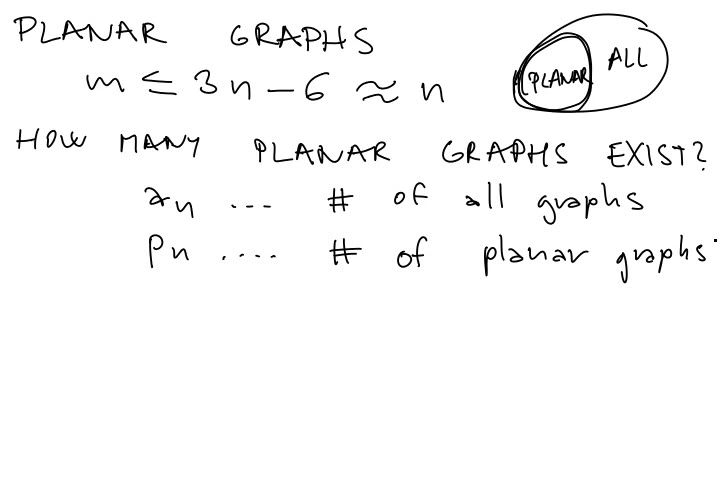 PLANAR GRAPHS
m ≤ 3n - 6 ≈ n
PLANAR ALL
HOW MANY PLANAR GRAPHS EXIST?
an ... # of all graphs
Pn .... # of planar graphs